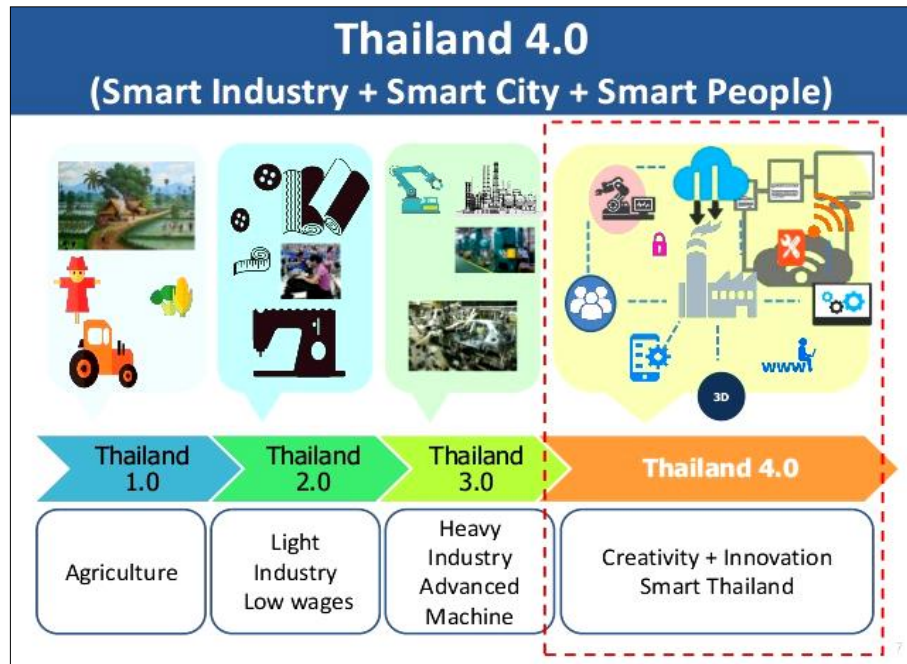 Thailand 4.0
(Smart Industry + Smart City + Smart People)
3D
www
Thailand
1.0
Thailand
2.0
Thailand
3.0
Thailand 4.0
Agriculture
Light
Industry
Low wages
Heavy
Industry
Advanced
Machine
Creativity + Innovation
Smart Thailand
7